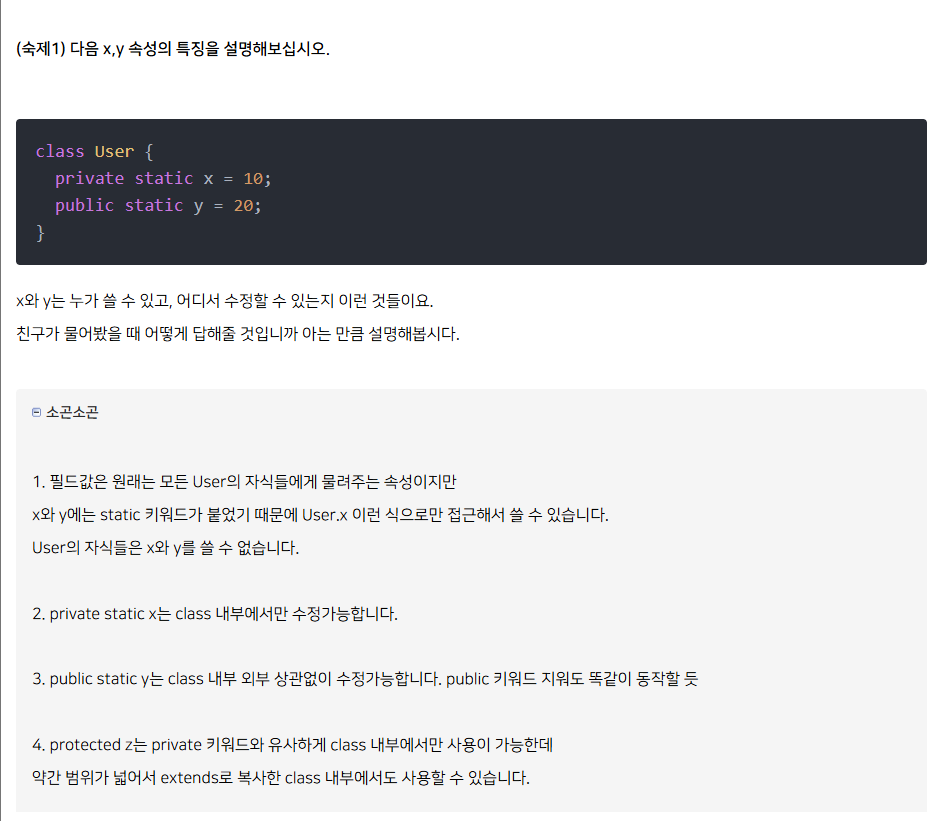 (숙제1) 다음 x,y 속성의 특징을 설명해보십시오.
class User {
  private static x = 10;
  public static y = 20;
}
x와 y는 누가 쓸 수 있고, 어디서 수정할 수 있는지 이런 것들이요.
친구가 물어봤을 때 어떻게 답해줄 것입니까 아는 만큼 설명해봅시다.
소곤소곤
1. 필드값은 원래는 모든 User의 자식들에게 물려주는 속성이지만
x와 y에는 static 키워드가 붙었기 때문에 User.x 이런 식으로만 접근해서 쓸 수 있습니다.
User의 자식들은 x와 y를 쓸 수 없습니다.
2. private static x는 class 내부에서만 수정가능합니다.
3. public static y는 class 내부 외부 상관없이 수정가능합니다. public 키워드 지워도 똑같이 동작할 듯
4. protected z는 private 키워드와 유사하게 class 내부에서만 사용이 가능한데
약간 범위가 넓어서 extends로 복사한 class 내부에서도 사용할 수 있습니다.